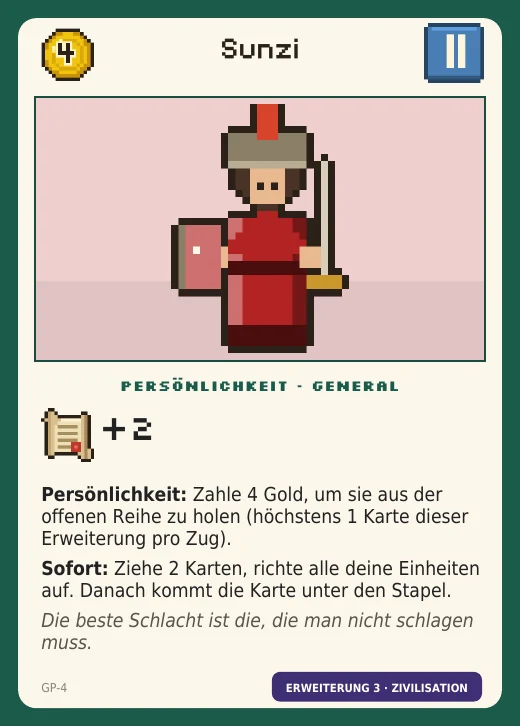 4
Sunzi
II
PERSÖNLICHKEIT · GENERAL
+2
Persönlichkeit: Zahle 4 Gold, um sie aus der
offenen Reihe zu holen (höchstens 1 Karte dieser
Erweiterung pro Zug).
Sofort: Ziehe 2 Karten, richte alle deine Einheiten
auf. Danach kommt die Karte unter den Stapel.
Die beste Schlacht ist die, die man nicht schlagen
muss.
GP-4
ERWEITERUNG 3 · ZIVILISATION